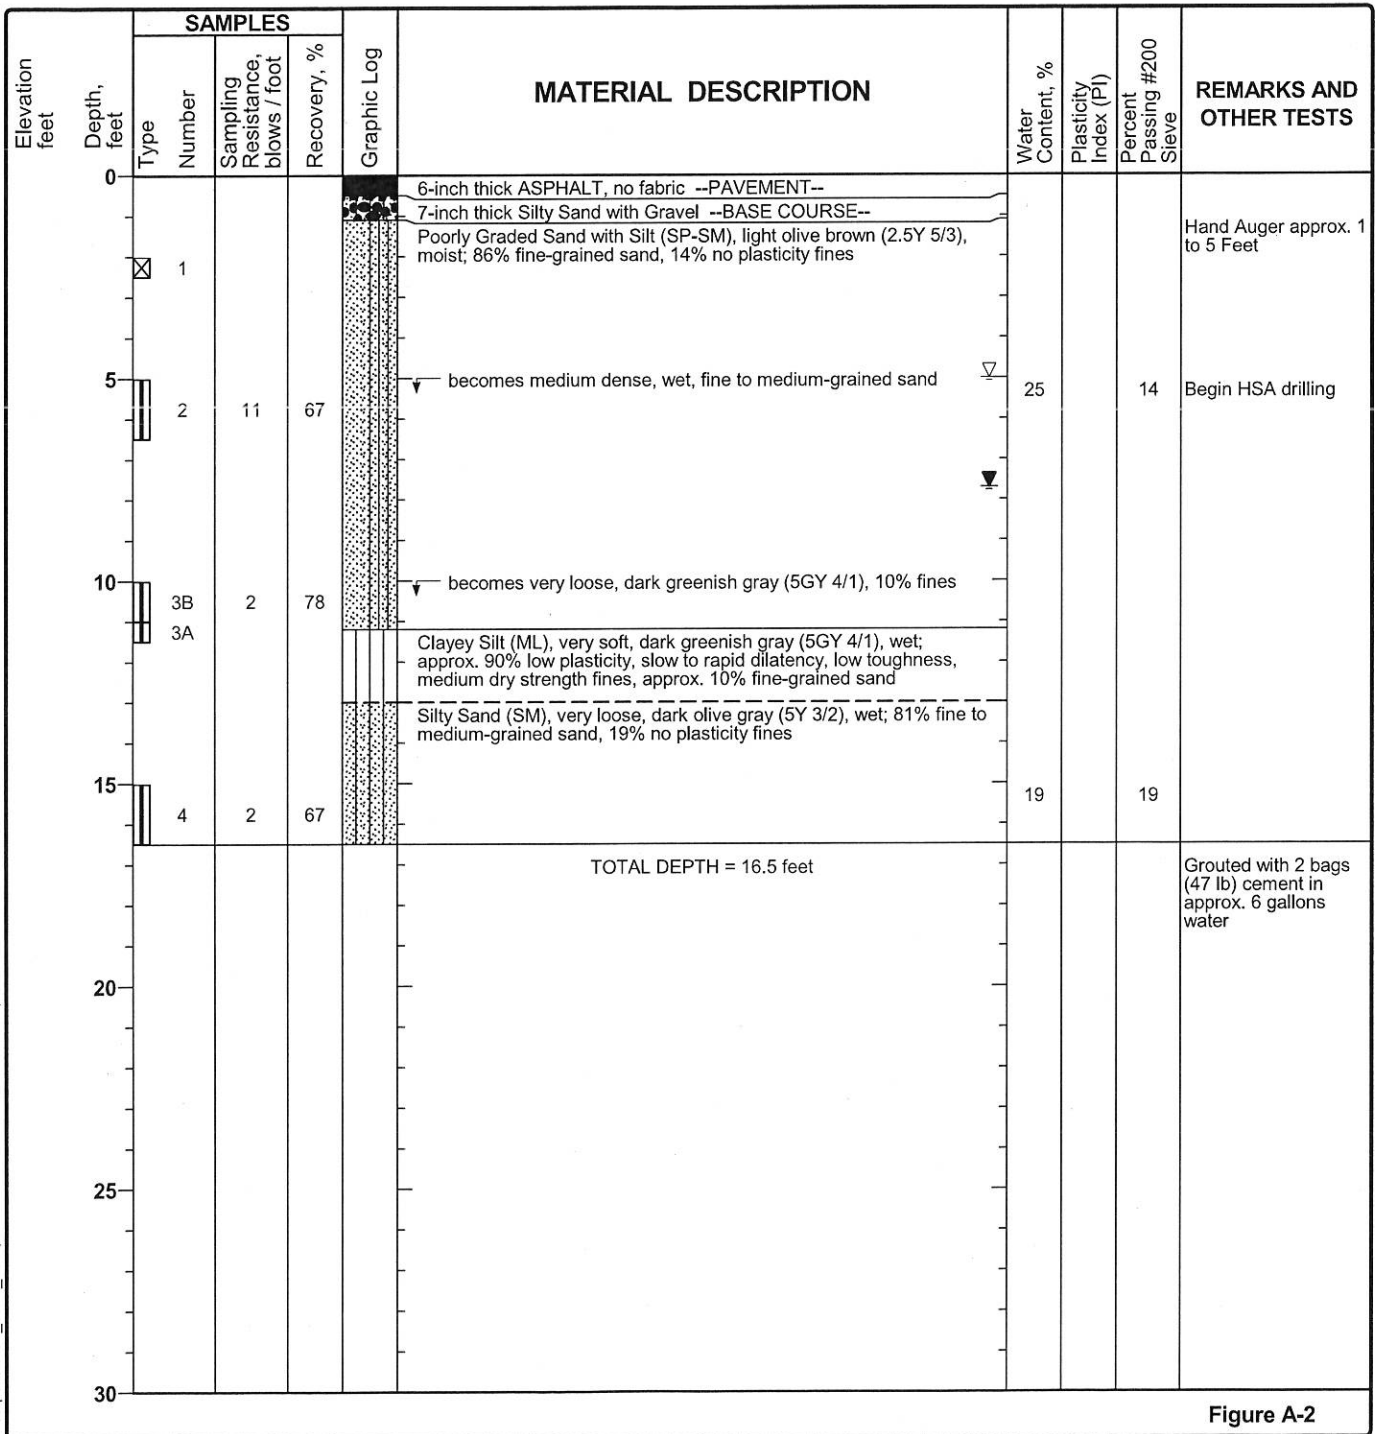 SAMPLES
Elevation
feet
Depth,
feet
Type
Number
Sampling
Resistance,
blows / foot
Recovery, %
Graphic Log
MATERIAL DESCRIPTION
Water
Content, %
Plasticity
Index (PI)
Percent
Passing #200
Sieve
REMARKS AND
OTHER TESTS
0
6-inch thick ASPHALT, no fabric --PAVEMENT--
7-inch thick Silty Sand with Gravel --BASE COURSE--
Poorly Graded Sand with Silt (SP-SM), light olive brown (2.5Y 5/3),
moist; 86% fine-grained sand, 14% no plasticity fines
Hand Auger approx. 1
to 5 Feet
1
5
becomes medium dense, wet, fine to medium-grained sand
25
14
Begin HSA drilling
2
11
67
10
becomes very loose, dark greenish gray (5GY 4/1), 10% fines
3B
2
78
3A
Clayey Silt (ML), very soft, dark greenish gray (5GY 4/1), wet;
approx. 90% low plasticity, slow to rapid dilatency, low toughness,
medium dry strength fines, approx. 10% fine-grained sand
Silty Sand (SM), very loose, dark olive gray (5Y 3/2), wet; 81% fine to
medium-grained sand, 19% no plasticity fines
15
19
19
4
2
67
TOTAL DEPTH = 16.5 feet
Grouted with 2 bags
(47 lb) cement in
approx. 6 gallons
water
20
25
30
Figure A-2